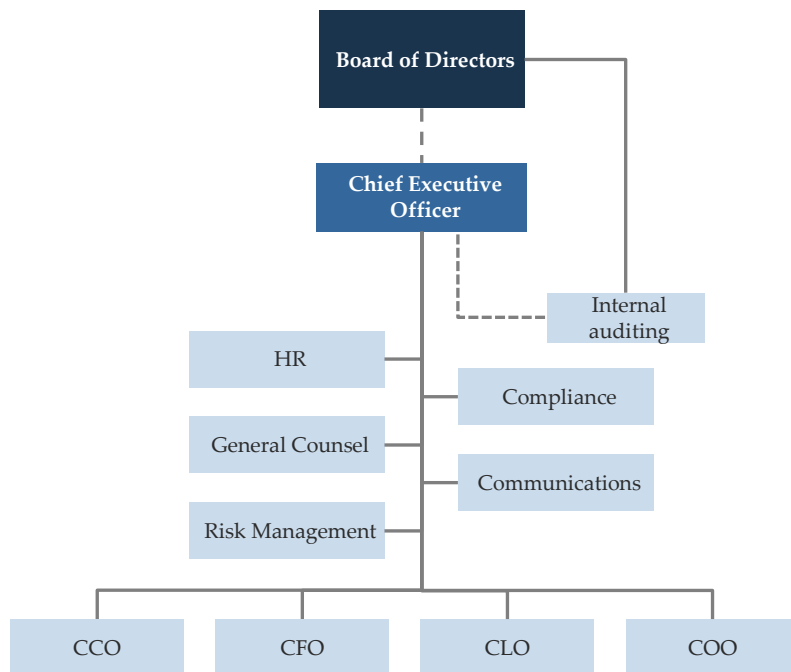 Board of Directors
Chief Executive
Officer
Internal
auditing
HR
Compliance
General Counsel
Communications
Risk Management
CCO
CFO
CLO
COO